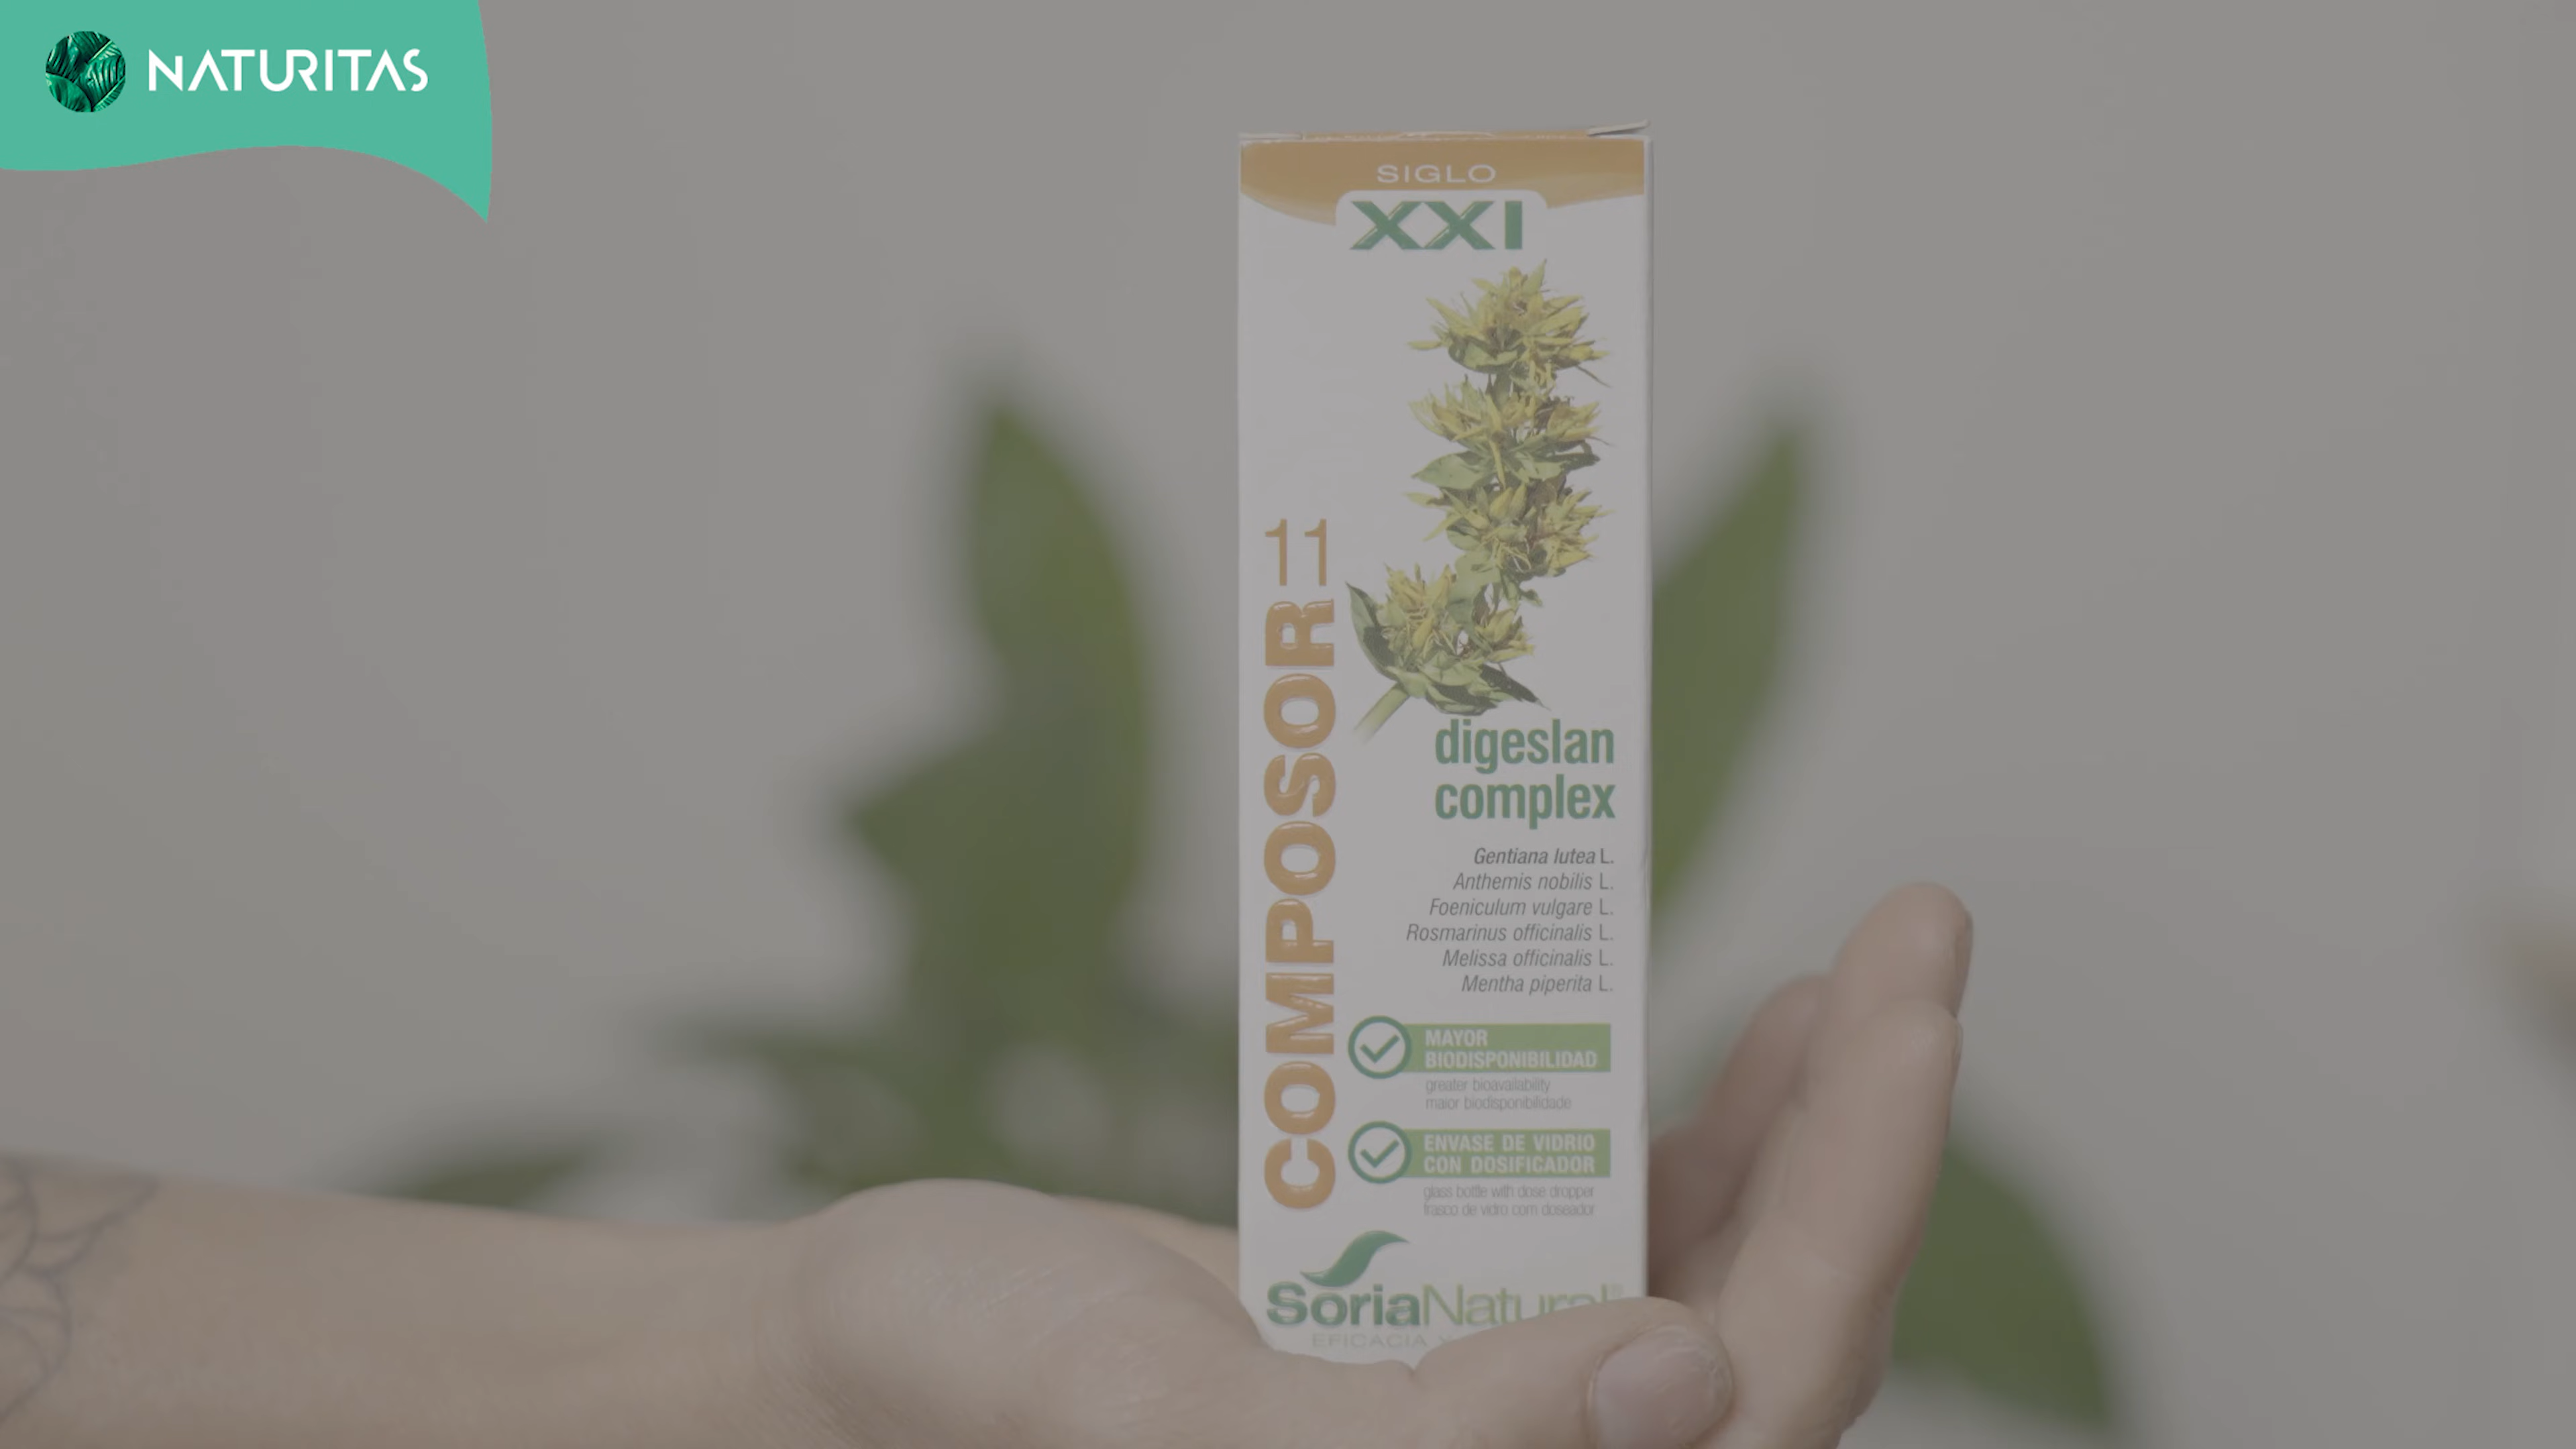 NATURITAS
SIGLO
XXI
COMPOSOR 11
digeslan
complex
Gentiana lutea L.
Anthemis nobilis L.
Foeniculum vulgare L.
Rosmarinus officinalis L.
Melissa officinalis L.
Mentha piperita L.
MAYOR
BIODISPONIBILIDAD
greater bioavailability
maior biodisponibilidade
ENVASE DE VIDRIO
CON DOSIFICADOR
glass bottle with dose dropper
frasco de vidro com doseador
SoriaNatural®
EFICACIA